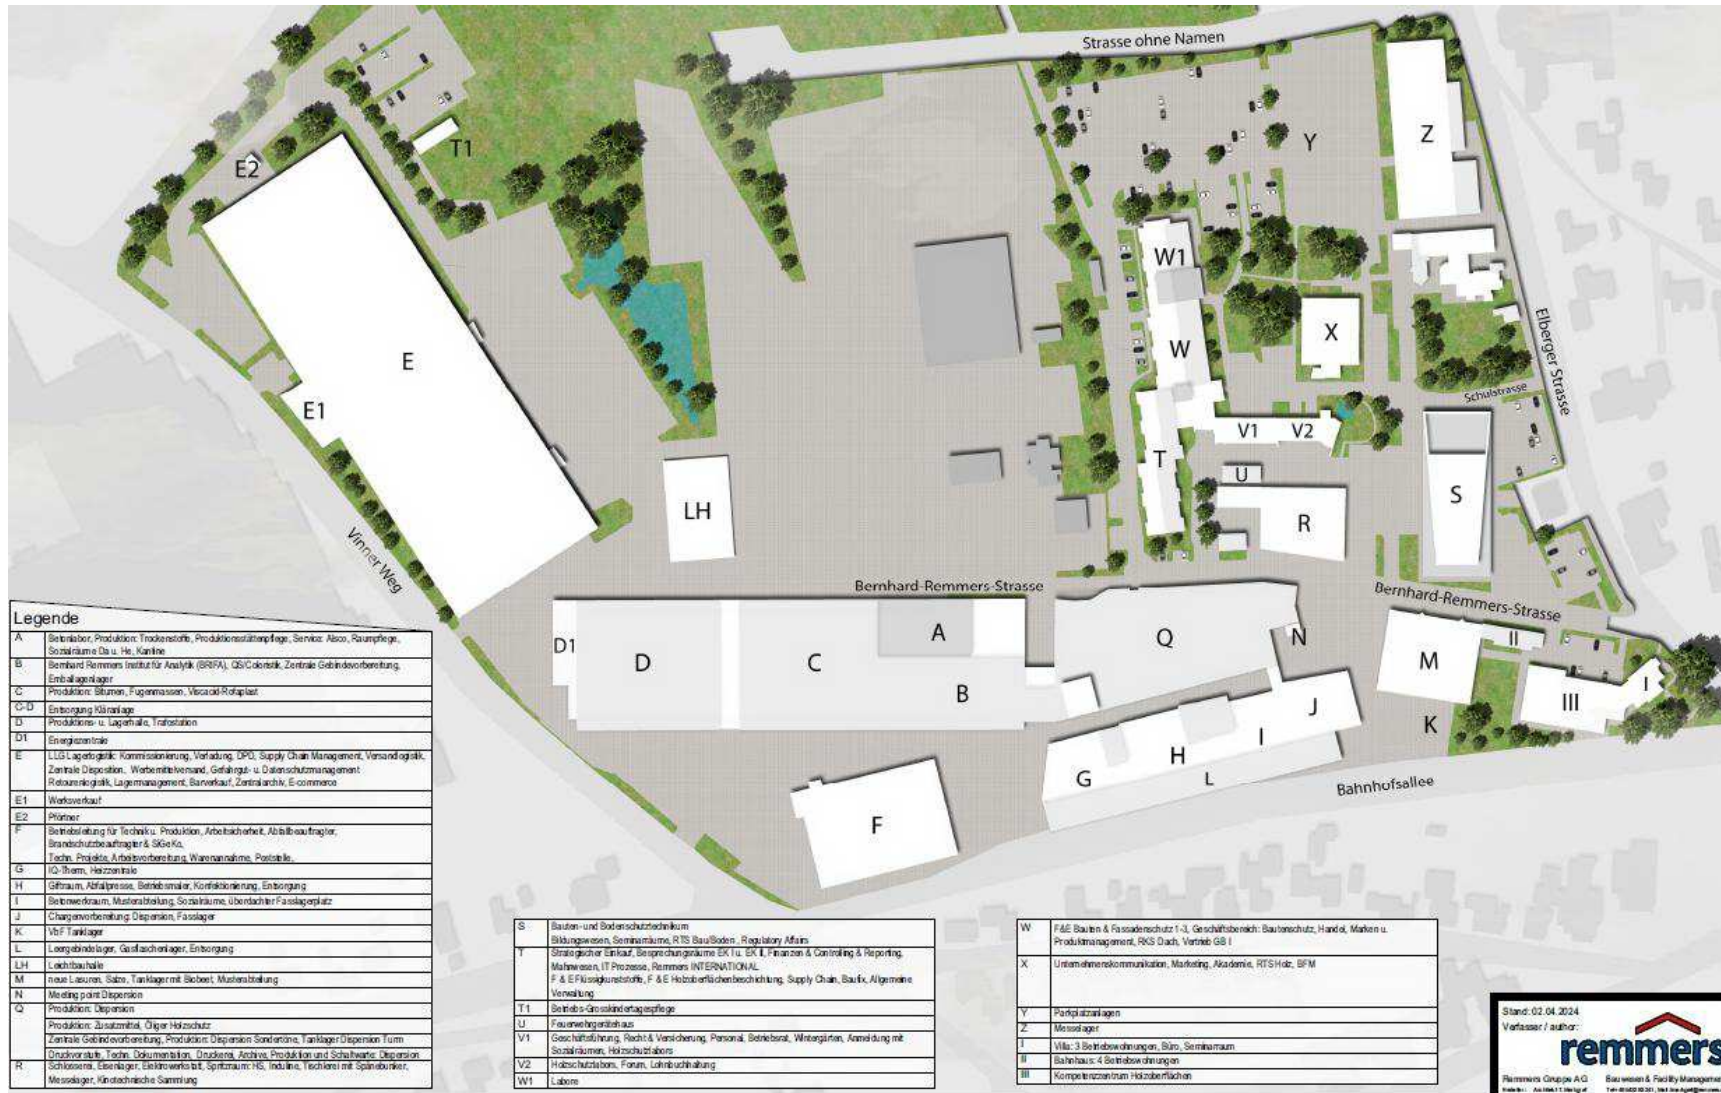 Strasse ohne Namen
T1
Y
Z
E2
W1
E
X
W
Elberger Strasse
E1
Schulstrasse
V1
V2
T
U
S
LH
R
Vinner Weg
Bernhard-Remmers-Strasse
Bernhard-Remmers-Strasse
D1
D
C
A
B
Q
N
M
II
I
III
K
J
I
H
G
L
F
Bahnhofsallee
Legende
A Betonlabor, Produktion: Trockenstoffe, Produktionsstättenpflege, Service: Aisco, Raumpflege,
Sozialräume Da u. He, Kantine
B Bernhard Remmers Institut für Analytik (BRIFA), QS/Coloristik, Zentrale Gebindevorbereitung,
Emballagenlager
C Produktion: Bitumen, Fugenmassen, Viscacid-Rofaplast
C-D Entsorgung Kläranlage
D Produktions- u. Lagerhalle, Trafostation
D1 Energiezentrale
E LLG Lagerlogistik: Kommissionierung, Verladung, DPD, Supply Chain Management, Versandlogistik,
Zentrale Disposition, Werbemittelversand, Gefahrgut- u. Datenschutzmanagement
Retourenlogistik, Lagermanagement, Barverkauf, Zentralarchiv, E-commerce
E1 Werksverkauf
E2 Pförtner
F Betriebsleitung für Technik u. Produktion, Arbeitsicherheit, Abfallbeauftragter,
Brandschutzbeauftragter & SiGeKo,
Techn. Projekte, Arbeitsvorbereitung, Warenannahme, Poststelle,
G IQ-Therm, Heizzentrale
H Giftraum, Abfallpresse, Betriebsmaler, Konfektionierung, Entsorgung
I Betonwerkraum, Musterabteilung, Sozialräume, überdachter Fasslagerplatz
J Chargenvorbereitung: Dispersion, Fasslager
K VbF Tanklager
L Leergebindelager, Gasflaschenlager, Entsorgung
LH Leichtbauhalle
M neue Lasuren, Salze, Tanklager mit Biobeet, Musterabteilung
N Meeting point Dispersion
Q Produktion: Dispersion
Produktion: Zusatzmittel, Öliger Holzschutz
Zentrale Gebindevorbereitung, Produktion: Dispersion Sondertöne, Tanklager Dispersion Turm
Druckvorstufe, Techn. Dokumentation, Druckerei, Archive, Produktion und Schaltwarte: Dispersion
R Schlosserei, Eisenlager, Elektrowerkstatt, Spritzraum: HS, Induline, Tischlerei mit Spänebunker,
Messelager, Kinotechnische Sammlung
S Bauten- und Bodenschutztechnikum
Bildungswesen, Seminarräume, RTS Bau/Boden, Regulatory Affairs
T Strategischer Einkauf, Besprechungsräume EK I u. EK II, Finanzen & Controlling & Reporting,
Mahnwesen, IT Prozesse, Remmers INTERNATIONAL
F & E Flüssigkunststoffe, F & E Holzoberflächenbeschichtung, Supply Chain, Baufix, Allgemeine
Verwaltung
T1 Betriebs-Grosskindertagespflege
U Feuerwehrgerätehaus
V1 Geschäftsführung, Recht & Versicherung, Personal, Betriebsrat, Wintergärten, Anmeldung mit
Sozialräumen, Holzschutzlabors
V2 Holzschutzlabors, Forum, Lohnbuchhaltung
W1 Labore
W F&E Bauten & Fassadenschutz 1-3, Geschäftsbereich: Bautenschutz, Handel, Marken u.
Produktmanagement, RKS Dach, Vertrieb GB I
X Unternehmenskommunikation, Marketing, Akademie, RTS Holz, BFM
Y Parkplatzanlagen
Z Messelager
I Villa: 3 Betriebswohnungen, Büro, Seminarraum
II Bahnhaus: 4 Betriebswohnungen
III Kompetenzzentrum Holzoberflächen
Stand: 02.04.2024
Verfasser / author:
remmers
Remmers Gruppe AG Bauwesen & Facility Management